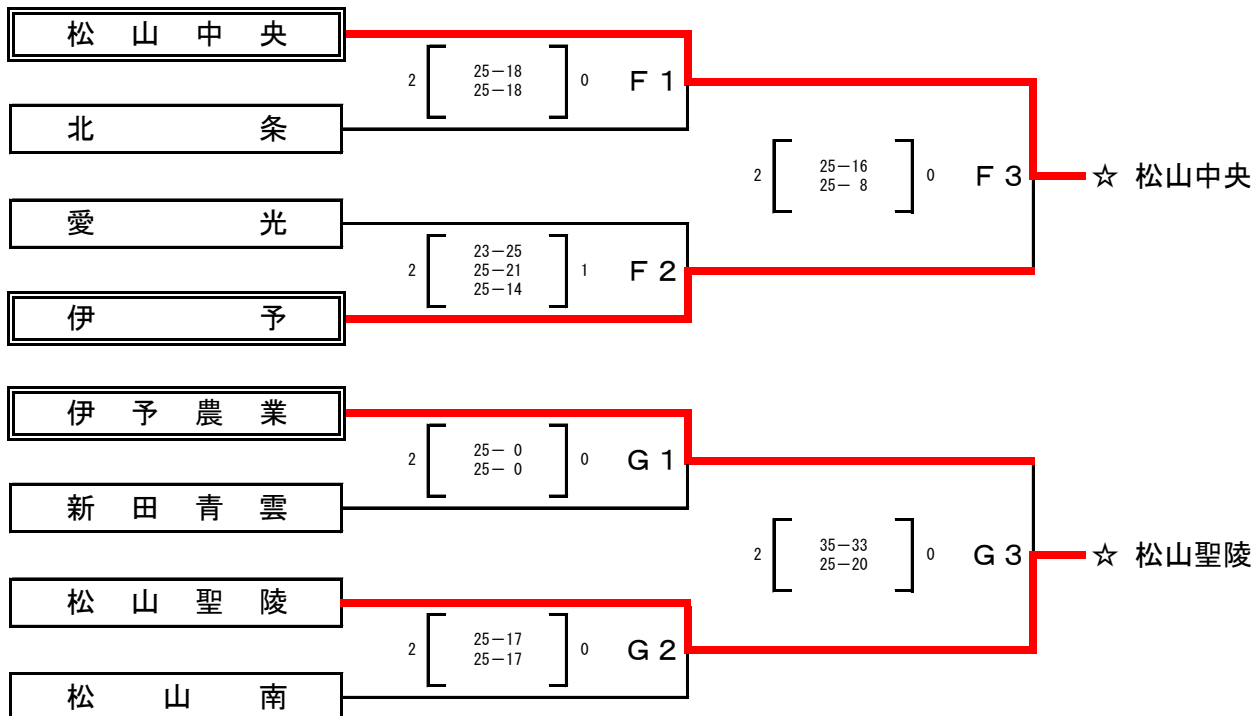 松山中央
2 25－18 0 F1
25－18
北条
2 25－16 0 F3 ☆ 松山中央
25－ 8
愛光
23－25
2 25－21 1 F2
25－14
伊予
伊予農業
2 25－ 0 0 G1
25－ 0
新田青雲
2 35－33 0 G3 ☆ 松山聖陵
25－20
松山聖陵
2 25－17 0 G2
25－17
松山南